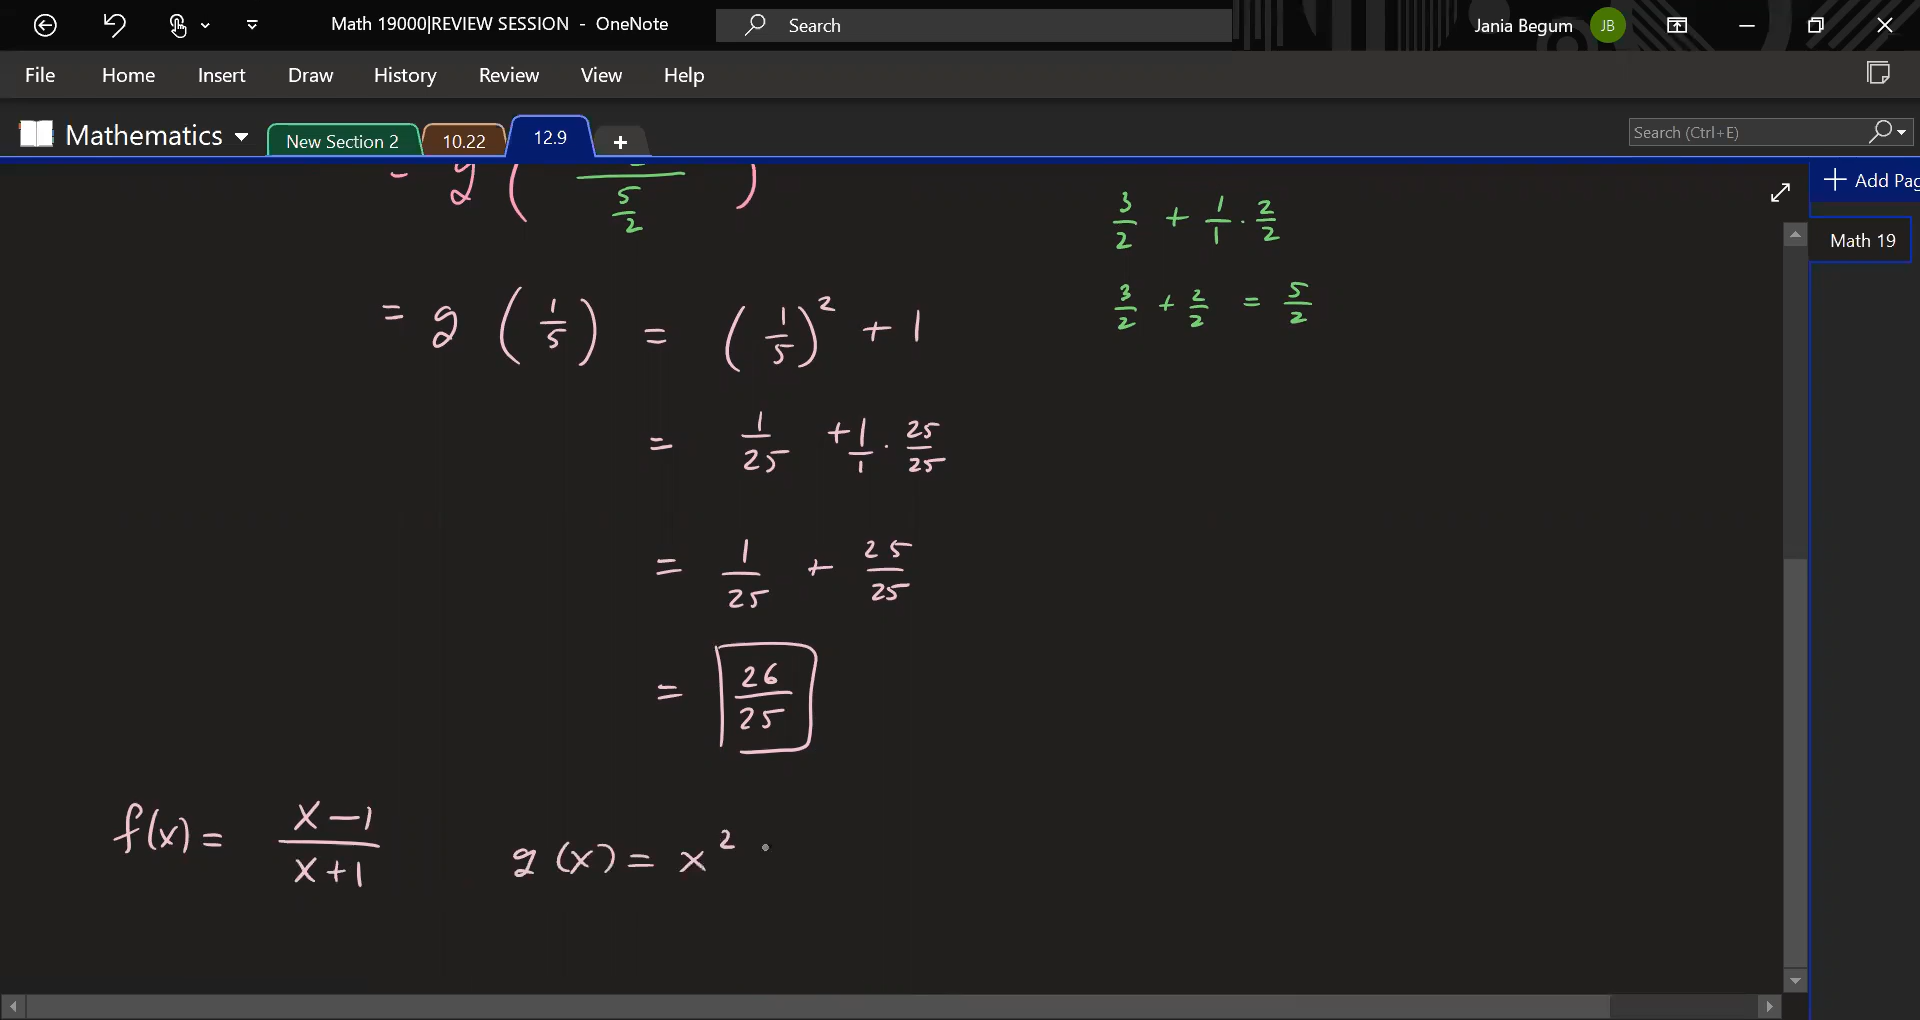 Math 19000|REVIEW SESSION - OneNote
Search
Jania Begum JB
File Home Insert Draw History Review View Help
Mathematics New Section 2 10.22 12.9 +
Search (Ctrl+E)
Add Pag
Math 19
= g ( 5/2 )
3/2 + 1/1 · 2/2
3/2 + 2/2 = 5/2
= g (1/5) = (1/5)² + 1
= 1/25 + 1/1 · 25/25
= 1/25 + 25/25
= 26/25
f(x) = x-1/x+1 g(x) = x²